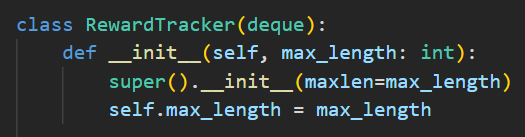 class RewardTracker(deque):
    def __init__(self, max_length: int):
        super().__init__(maxlen=max_length)
        self.max_length = max_length